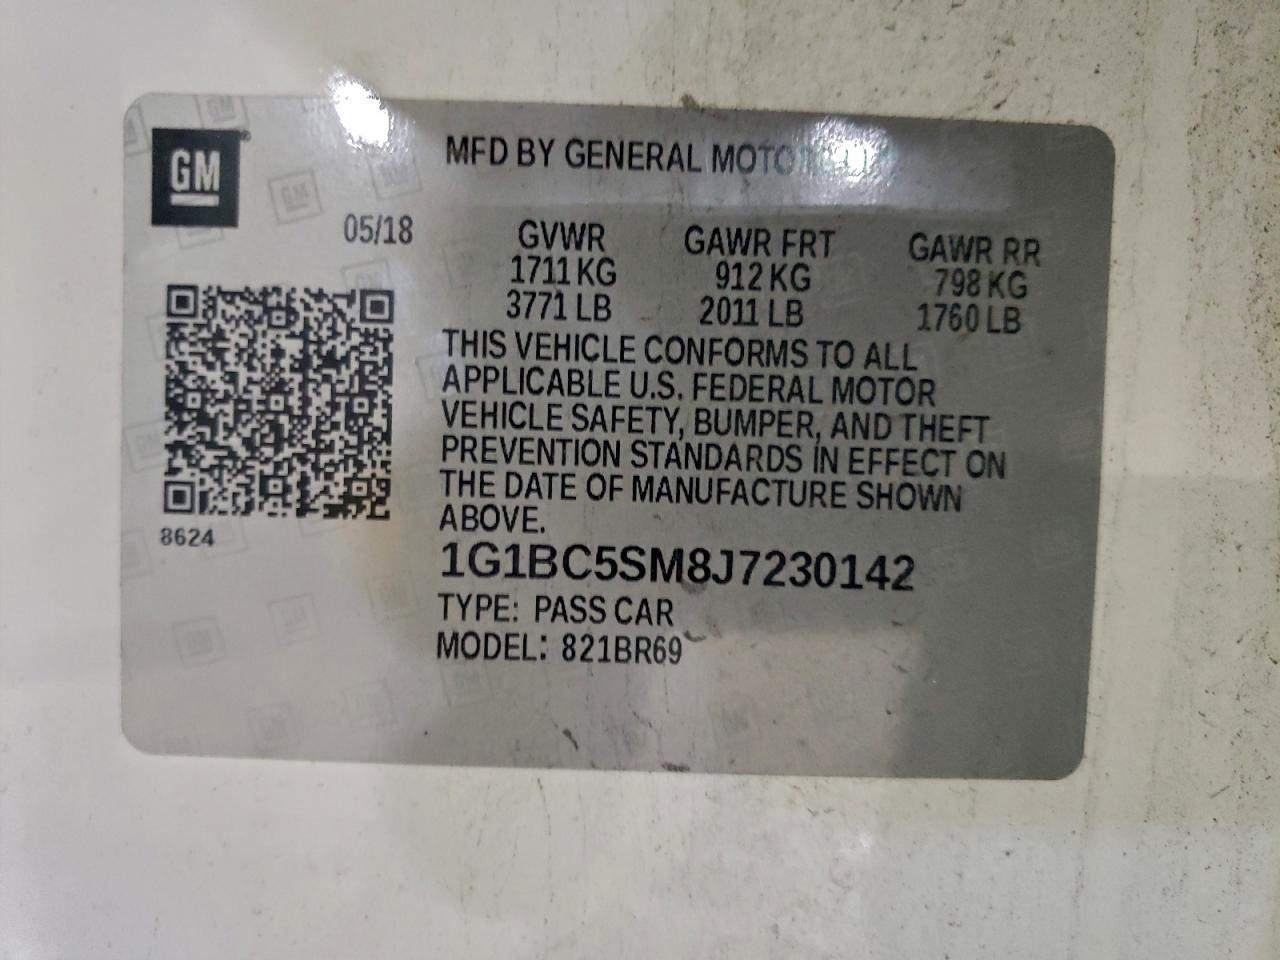 GM
MFD BY GENERAL MOTORS LLC
05/18
GVWR GAWR FRT GAWR RR
1711 KG 912 KG 798 KG
3771 LB 2011 LB 1760 LB
THIS VEHICLE CONFORMS TO ALL
APPLICABLE U.S. FEDERAL MOTOR
VEHICLE SAFETY, BUMPER, AND THEFT
PREVENTION STANDARDS IN EFFECT ON
THE DATE OF MANUFACTURE SHOWN
ABOVE.
8624
1G1BC5SM8J7230142
TYPE: PASS CAR
MODEL: 821BR69